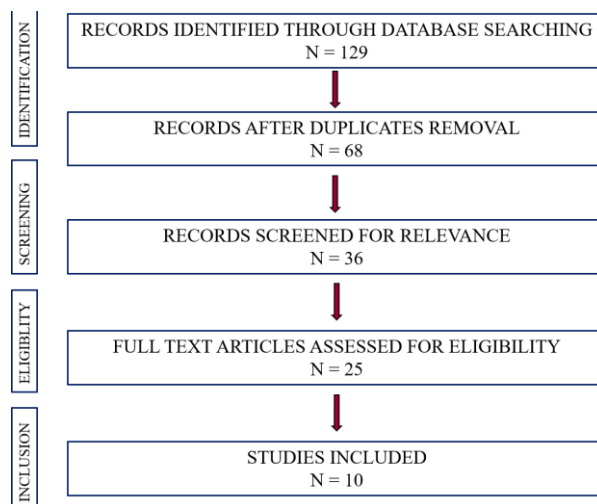 IDENTIFICATION
RECORDS IDENTIFIED THROUGH DATABASE SEARCHING
N = 129
RECORDS AFTER DUPLICATES REMOVAL
N = 68
SCREENING
RECORDS SCREENED FOR RELEVANCE
N = 36
ELIGIBLITY
FULL TEXT ARTICLES ASSESSED FOR ELIGIBILITY
N = 25
INCLUSION
STUDIES INCLUDED
N = 10